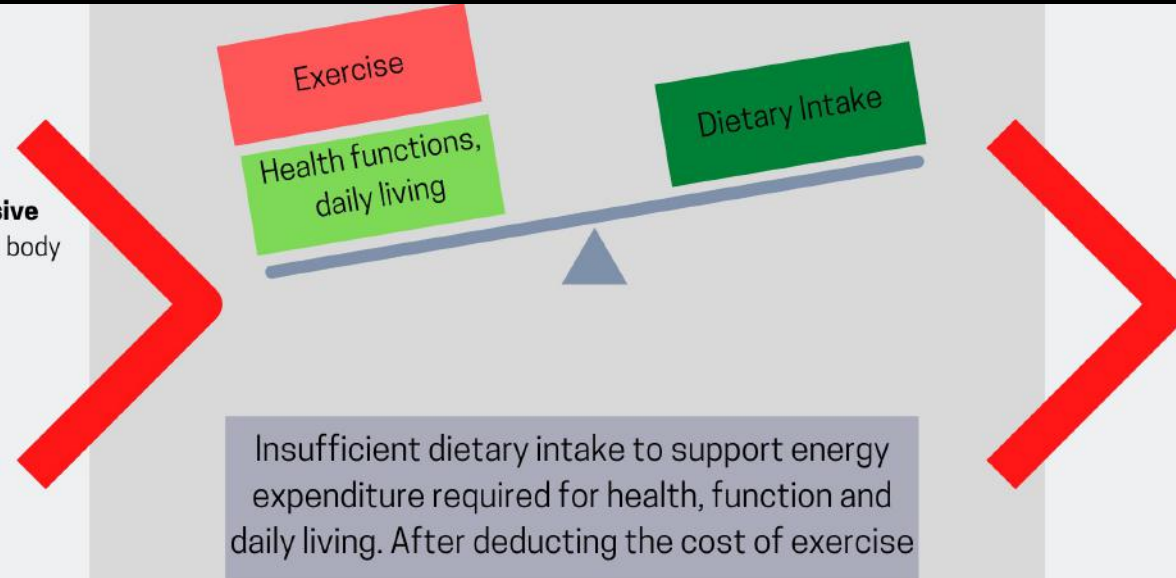 Exercise
Health functions,
daily living
Dietary Intake
body
Insufficient dietary intake to support energy
expenditure required for health, function and
daily living. After deducting the cost of exercise